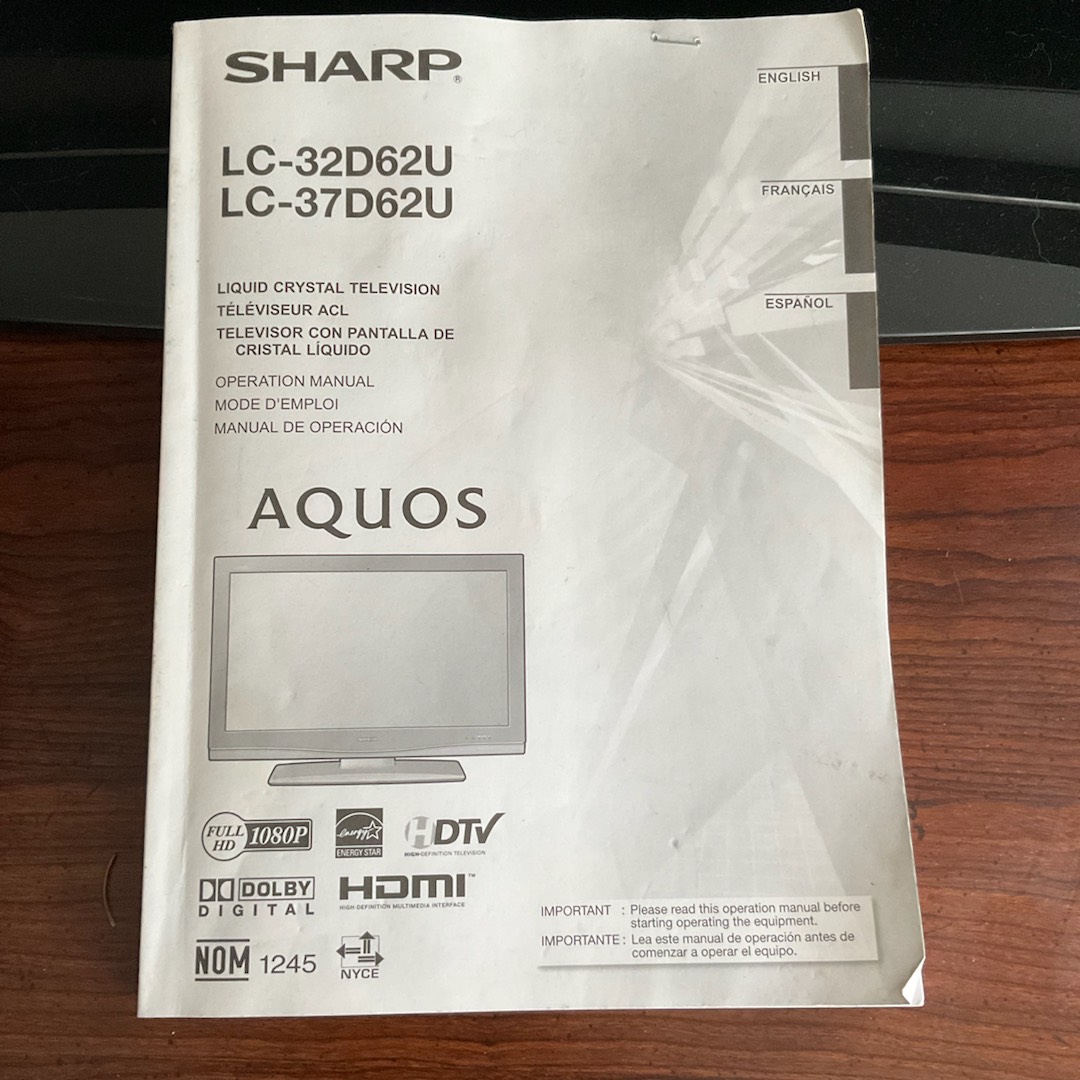 SHARP®
LC-32D62U
LC-37D62U
LIQUID CRYSTAL TELEVISION
TÉLÉVISEUR ACL
TELEVISOR CON PANTALLA DE
CRISTAL LÍQUIDO
OPERATION MANUAL
MODE D'EMPLOI
MANUAL DE OPERACIÓN
AQUOS
ENGLISH
FRANÇAIS
ESPAÑOL
FULL HD 1080P
energy
ENERGY STAR
HDTV
HIGH-DEFINITION TELEVISION
DOLBY
DIGITAL
HDMI™
HIGH-DEFINITION MULTIMEDIA INTERFACE
NOM 1245
NYCE
IMPORTANT : Please read this operation manual before
starting operating the equipment.
IMPORTANTE : Lea este manual de operación antes de
comenzar a operar el equipo.